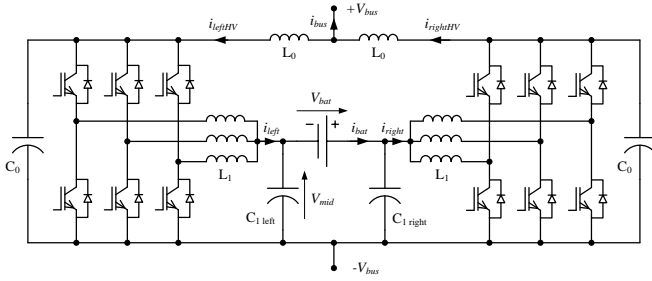 +V_bus
i_leftHV
i_bus
i_rightHV
L_0
L_0
V_bat
i_left
− +
i_bat
i_right
C_0
C_0
L_1
L_1
V_mid
C_1 left
C_1 right
-V_bus